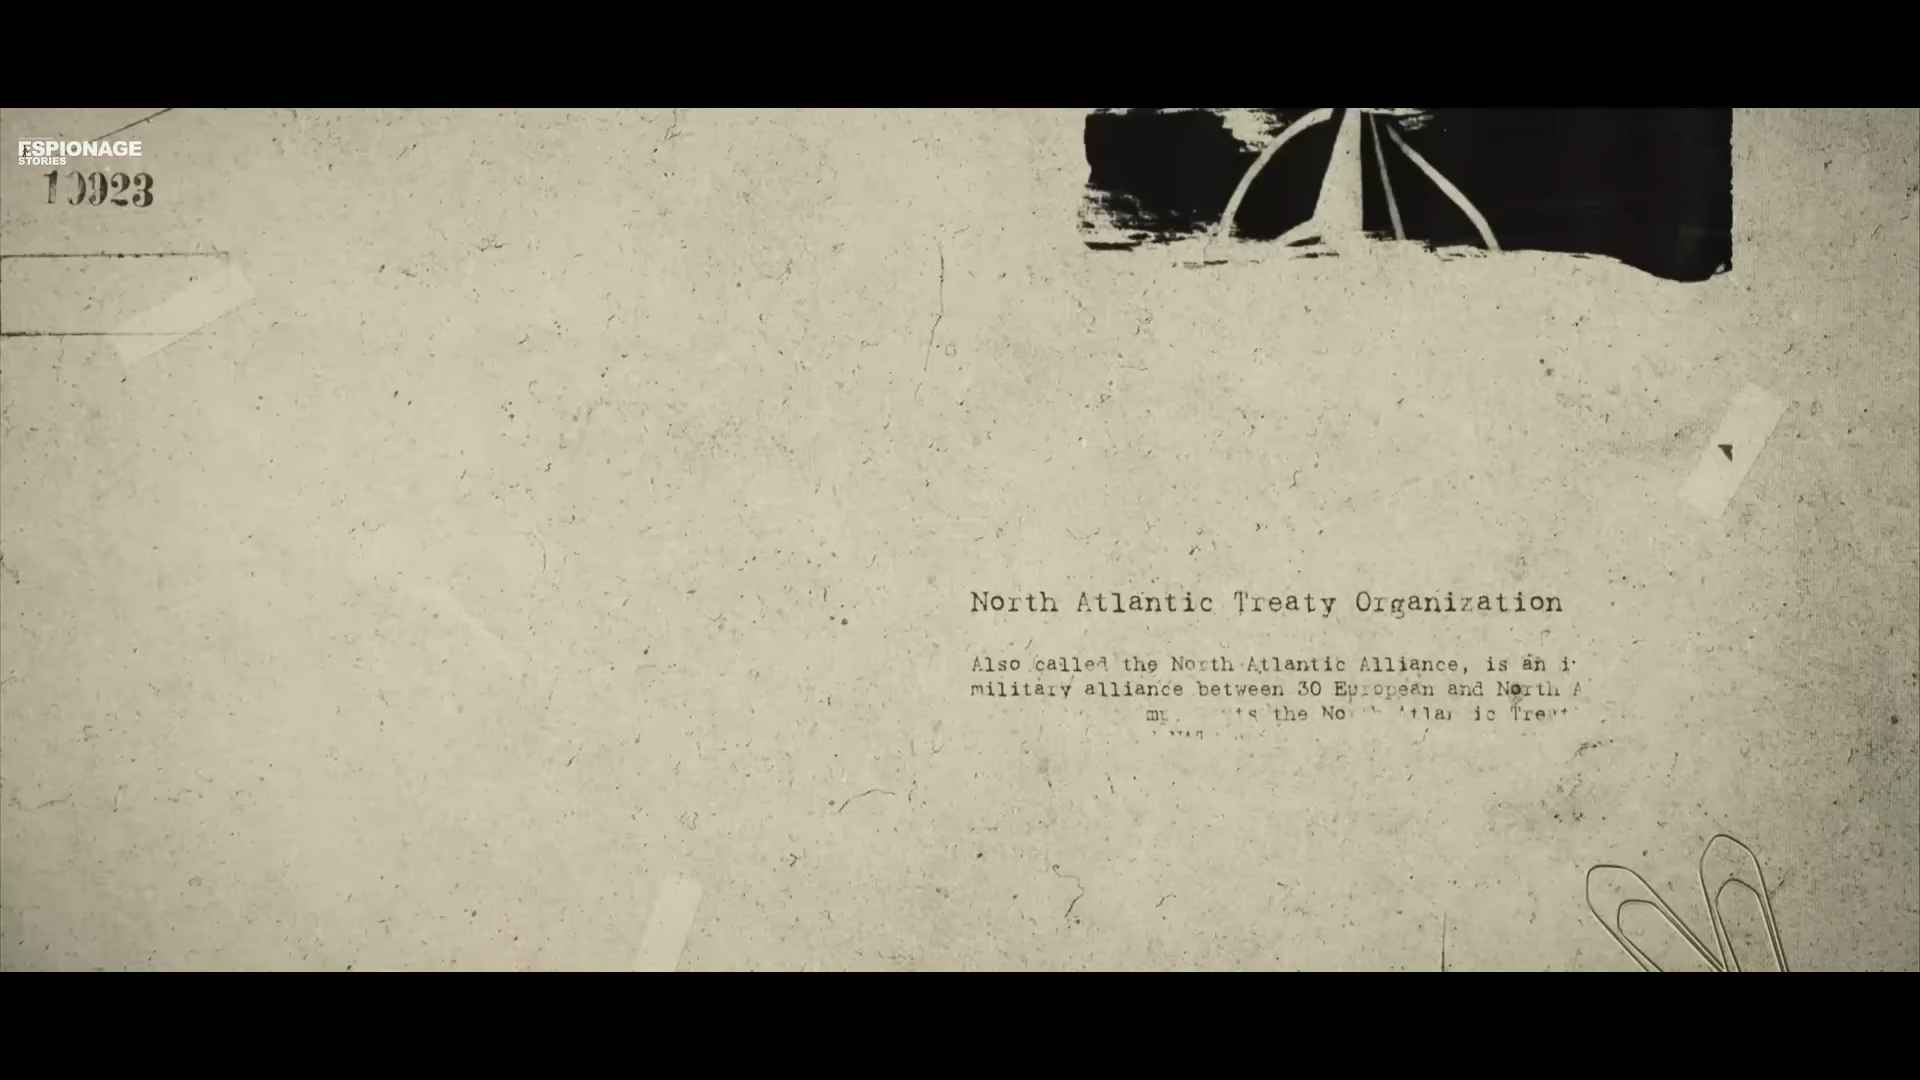 ESPIONAGE
STORIES
10923
North Atlantic Treaty Organization
Also called the North Atlantic Alliance, is an
military alliance between 30 European and North
the